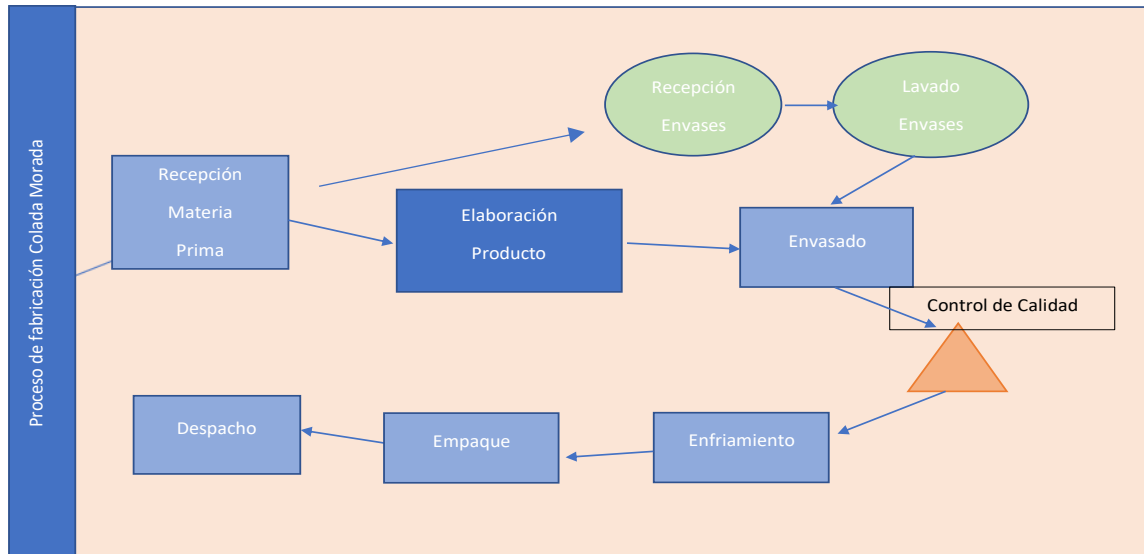 Proceso de fabricación Colada Morada
Recepción
Envases
Lavado
Envases
Recepción
Materia
Prima
Elaboración
Producto
Envasado
Control de Calidad
Despacho
Empaque
Enfriamiento